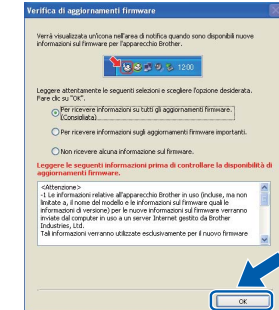 Verifica di aggiornamenti firmware
Verrà visualizzata un'icona nell'area di notifica quando sono disponibili nuove
informazioni sul firmware per l'apparecchio Brother.
12:00
Leggere attentamente le seguenti selezioni e scegliere l'opzione desiderata.
Fare clic su "OK".
Per ricevere informazioni su tutti gli aggiornamenti firmware.
(Consigliata)
Per ricevere informazioni sugli aggiornamenti firmware importanti.
Non ricevere alcuna informazione sul firmware.
Leggere le seguenti informazioni prima di controllare la disponibilità di
aggiornamenti firmware.
<Attenzione>
-1 Le informazioni relative all'apparecchio Brother in uso (incluse, ma non
limitate a, il nome del modello e le informazioni sul firmware quali le
informazioni di versione) per le nuove informazioni sul firmware verranno
inviate dal computer in uso a un server Internet gestito da Brother
Industries, Ltd.
Tali informazioni verranno utilizzate esclusivamente per il nuovo firmware
OK